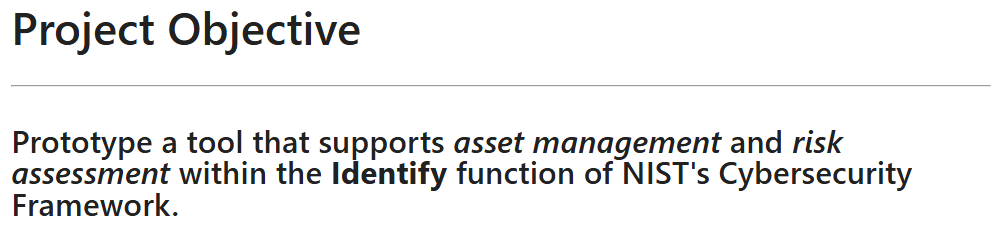 Project Objective
Prototype a tool that supports asset management and risk
assessment within the Identify function of NIST's Cybersecurity
Framework.